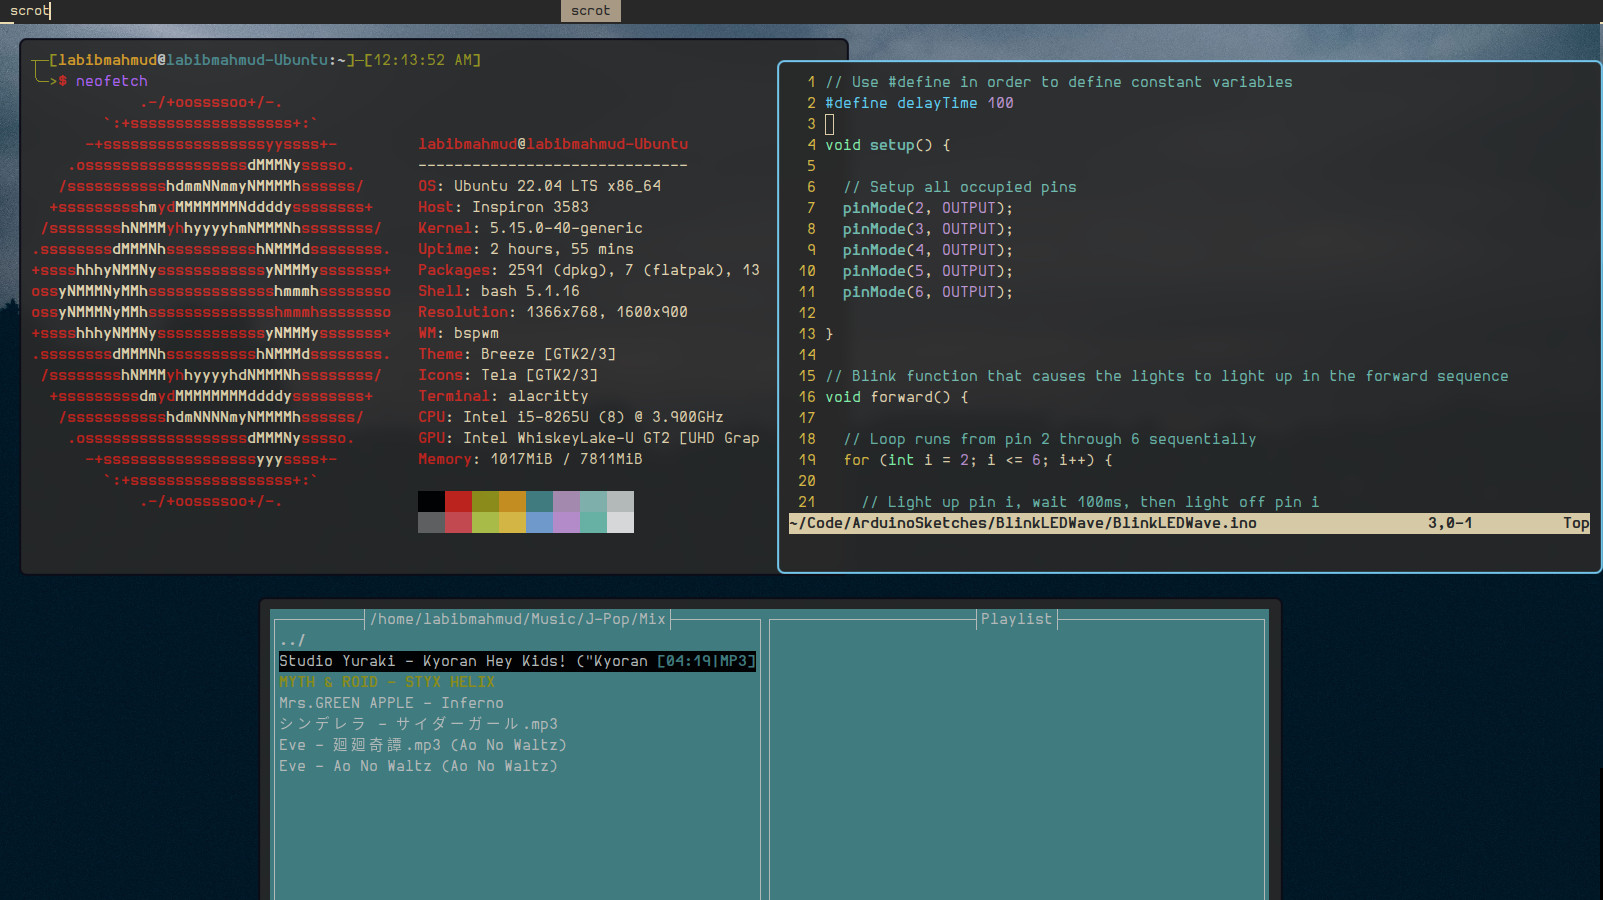 scrot
scrot
┌─[labibmahmud@labibmahmud-Ubuntu:~]─[12:13:52 AM]
└─>$ neofetch
.-/+oossssoo+/-.
`:+ssssssssssssssssss+:`
-+ssssssssssssssssssyyssss+-
.ossssssssssssssssssdMMMNysssso.
/ssssssssssshdmmNNmmyNMMMMhssssss/
+ssssssssshmydMMMMMMMNddddyssssssss+
/sssssssshNMMMyhhyyyyhmNMMMNhssssssss/
.ssssssssdMMMNhsssssssssshNMMMdssssssss.
+sssshhhyNMMNyssssssssssssyNMMMysssssss+
ossyNMMMNyMMhsssssssssssssshmmmhssssssso
ossyNMMMNyMMhsssssssssssssshmmmhssssssso
+sssshhhyNMMNyssssssssssssyNMMMysssssss+
.ssssssssdMMMNhsssssssssshNMMMdssssssss.
/sssssssshNMMMyhhyyyyhdNMMMNhssssssss/
+sssssssssdmydMMMMMMMMddddyssssssss+
/ssssssssssshdmNNNNmyNMMMMhssssss/
.ossssssssssssssssssdMMMNysssso.
-+sssssssssssssssssyyyssss+-
`:+ssssssssssssssssss+:`
.-/+oossssoo+/-.
labibmahmud@labibmahmud-Ubuntu
------------------------------
OS: Ubuntu 22.04 LTS x86_64
Host: Inspiron 3583
Kernel: 5.15.0-40-generic
Uptime: 2 hours, 55 mins
Packages: 2591 (dpkg), 7 (flatpak), 13
Shell: bash 5.1.16
Resolution: 1366x768, 1600x900
WM: bspwm
Theme: Breeze [GTK2/3]
Icons: Tela [GTK2/3]
Terminal: alacritty
CPU: Intel i5-8265U (8) @ 3.900GHz
GPU: Intel WhiskeyLake-U GT2 [UHD Grap
Memory: 1017MiB / 7811MiB
1 // Use #define in order to define constant variables
2 #define delayTime 100
3
4 void setup() {
5
6   // Setup all occupied pins
7   pinMode(2, OUTPUT);
8   pinMode(3, OUTPUT);
9   pinMode(4, OUTPUT);
10   pinMode(5, OUTPUT);
11   pinMode(6, OUTPUT);
12
13 }
14
15 // Blink function that causes the lights to light up in the forward sequence
16 void forward() {
17
18   // Loop runs from pin 2 through 6 sequentially
19   for (int i = 2; i <= 6; i++) {
20
21     // Light up pin i, wait 100ms, then light off pin i
~/Code/ArduinoSketches/BlinkLEDWave/BlinkLEDWave.ino 3,0-1 Top
/home/labibmahmud/Music/J-Pop/Mix
../
Studio Yuraki - Kyoran Hey Kids! ("Kyoran [04:19|MP3]
MYTH & ROID - STYX HELIX
Mrs.GREEN APPLE - Inferno
シンデレラ - サイダーガール.mp3
Eve - 廻廻奇譚.mp3 (Ao No Waltz)
Eve - Ao No Waltz (Ao No Waltz)
Playlist